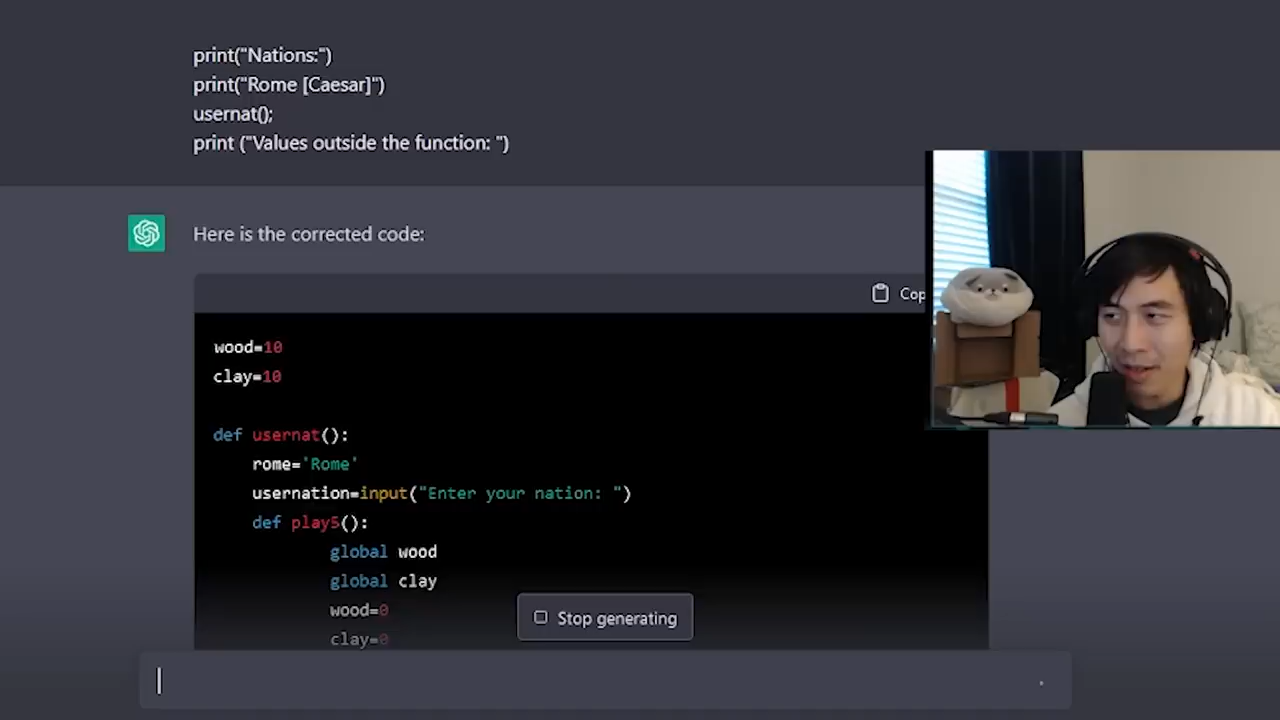 print("Nations:")
print("Rome [Caesar]")
usernat();
print ("Values outside the function: ")
Here is the corrected code:
Cop
wood=10
clay=10
def usernat():
rome='Rome'
usernation=input("Enter your nation: ")
def play5():
global wood
global clay
wood=0
clay=0
Stop generating